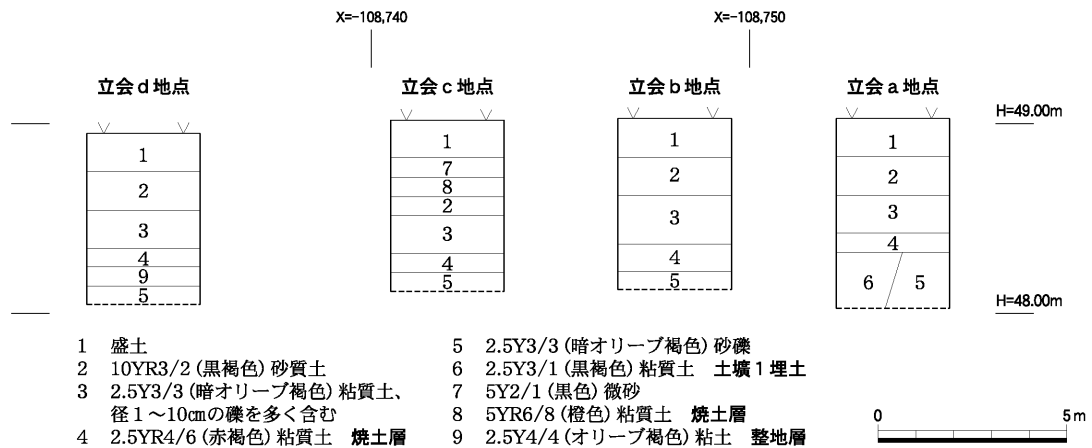 X=-108,740 X=-108,750
立会d地点 立会c地点 立会b地点 立会a地点
H=49.00m
1 1 1 1
7
2 8 2 2
2
3 3 3 3
4 4 4 4
9
5 5 5 6 5
H=48.00m
1 盛土
2 10YR3/2 (黒褐色) 砂質土
3 2.5Y3/3 (暗オリーブ褐色) 粘質土、
径1～10㎝の礫を多く含む
4 2.5YR4/6 (赤褐色) 粘質土 焼土層
5 2.5Y3/3 (暗オリーブ褐色) 砂礫
6 2.5Y3/1 (黒褐色) 粘質土 土壙1埋土
7 5Y2/1 (黒色) 微砂
8 5YR6/8 (橙色) 粘質土 焼土層
9 2.5Y4/4 (オリーブ褐色) 粘土 整地層
0 5m